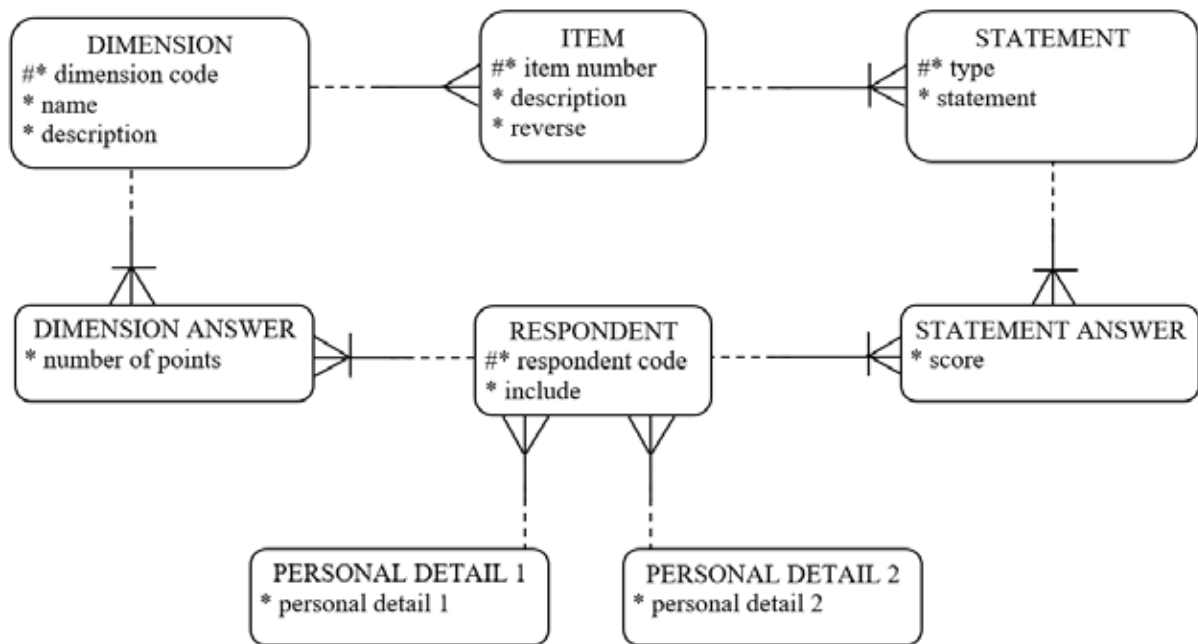 DIMENSION
#* dimension code
* name
* description
ITEM
#* item number
* description
* reverse
STATEMENT
#* type
* statement
DIMENSION ANSWER
* number of points
RESPONDENT
#* respondent code
* include
STATEMENT ANSWER
* score
PERSONAL DETAIL 1
* personal detail 1
PERSONAL DETAIL 2
* personal detail 2